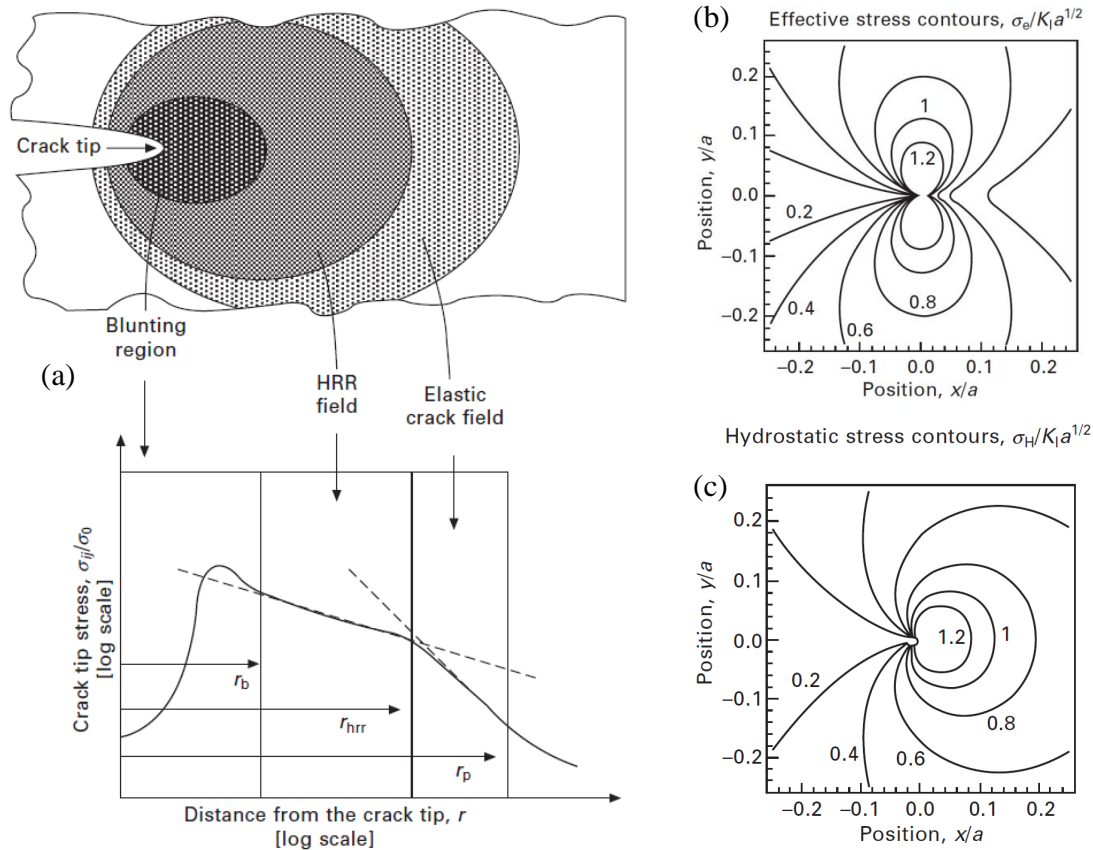 Crack tip
Blunting
region
(a)
HRR
field
Elastic
crack field
Crack tip stress, σij/σ0
[log scale]
rb
rhrr
rp
Distance from the crack tip, r
[log scale]
(b)
Effective stress contours, σe/KIa1/2
Position, y/a
0.2
0.1
0.0
−0.1
−0.2
1
1.2
0.2
0.4
0.6
0.8
−0.2
−0.1
0.0
0.1
0.2
Position, x/a
Hydrostatic stress contours, σH/KIa1/2
(c)
Position, y/a
0.2
0.1
0.0
−0.1
−0.2
1.2
1
0.2
0.8
0.4
0.6
−0.2
−0.1
0.0
0.1
0.2
Position, x/a